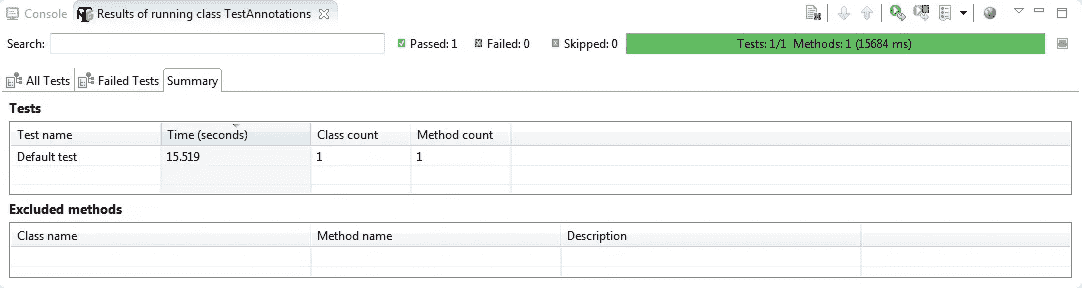 Console Results of running class TestAnnotations
Search: Passed: 1 Failed: 0 Skipped: 0 Tests: 1/1 Methods: 1 (15684 ms)
All Tests Failed Tests Summary
Tests
Test name Time (seconds) Class count Method count
Default test 15.519 1 1
Excluded methods
Class name Method name Description